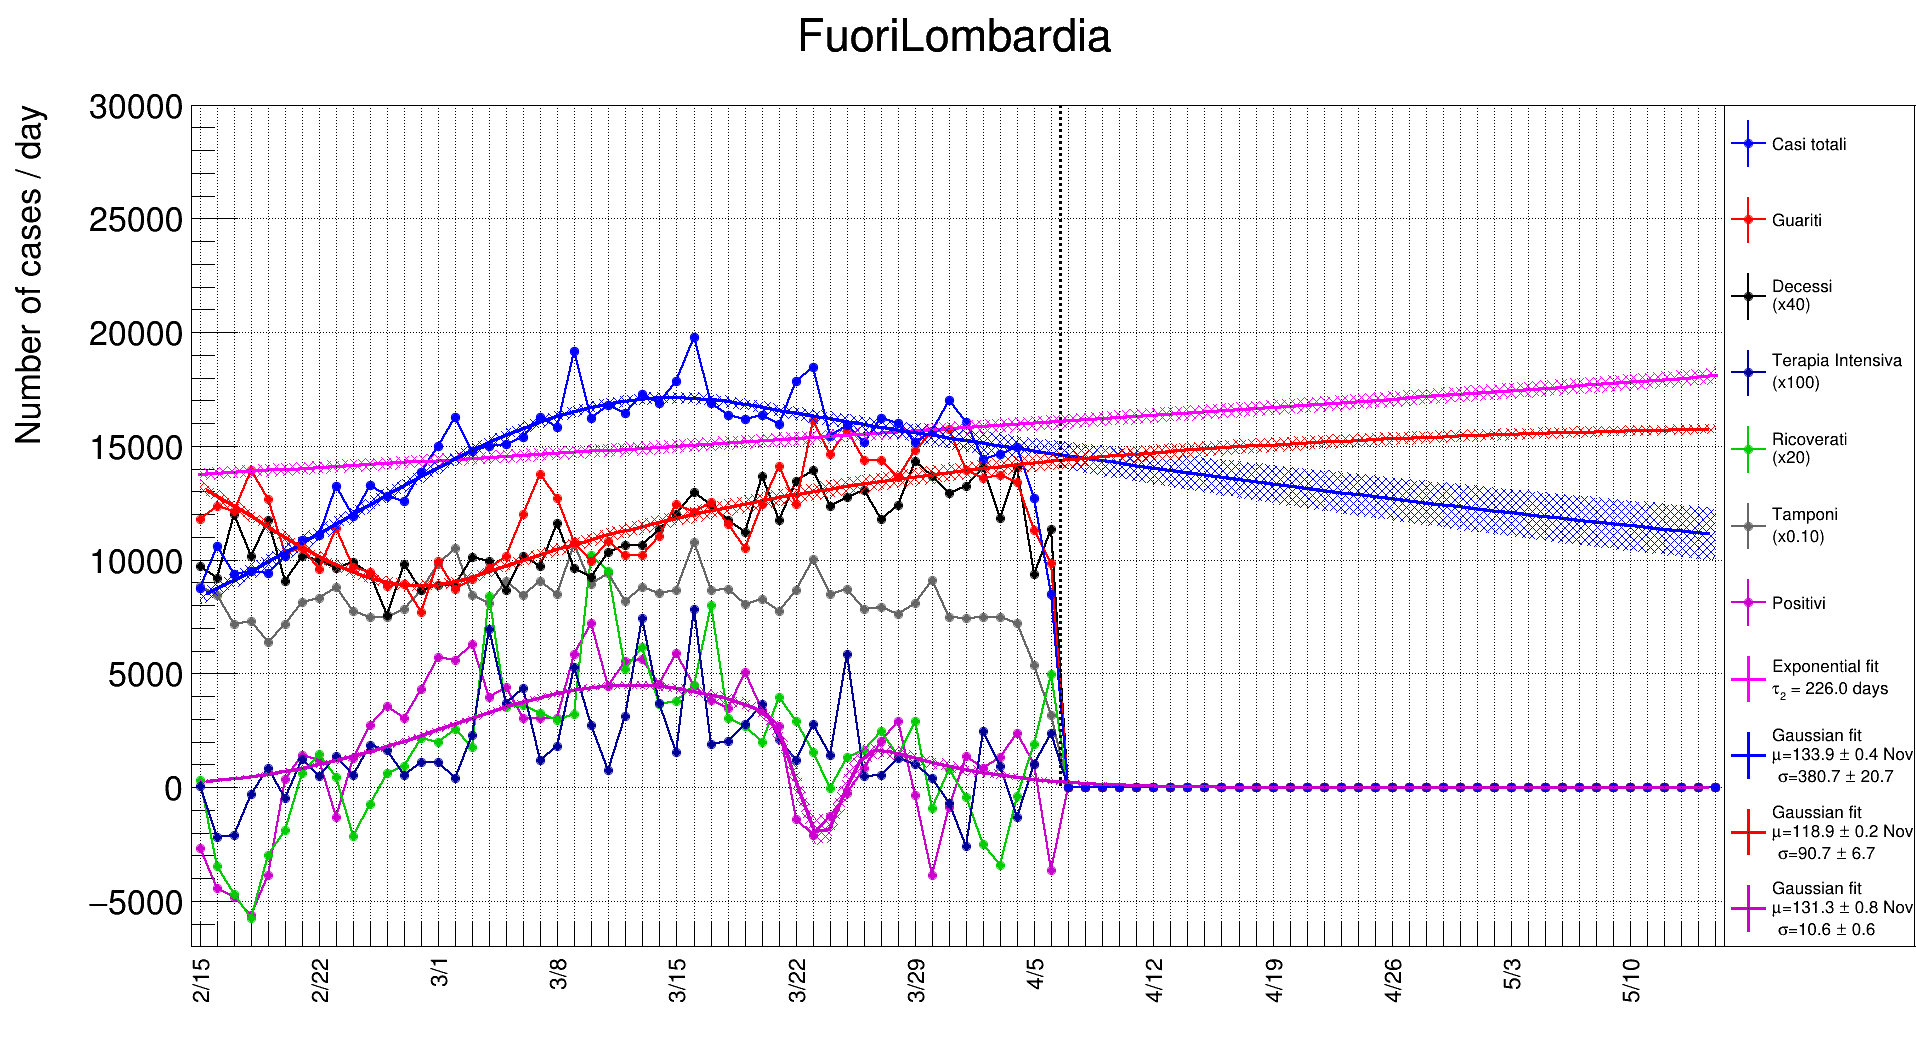 FuoriLombardia
Number of cases / day
30000
25000
20000
15000
10000
5000
0
−5000
2/15
2/22
3/1
3/8
3/15
3/22
3/29
4/5
4/12
4/19
4/26
5/3
5/10
Casi totali
Guariti
Decessi
(x40)
Terapia Intensiva
(x100)
Ricoverati
(x20)
Tamponi
(x0.10)
Positivi
Exponential fit
τ2 = 226.0 days
Gaussian fit
μ=133.9 ± 0.4 Nov
σ=380.7 ± 20.7
Gaussian fit
μ=118.9 ± 0.2 Nov
σ=90.7 ± 6.7
Gaussian fit
μ=131.3 ± 0.8 Nov
σ=10.6 ± 0.6